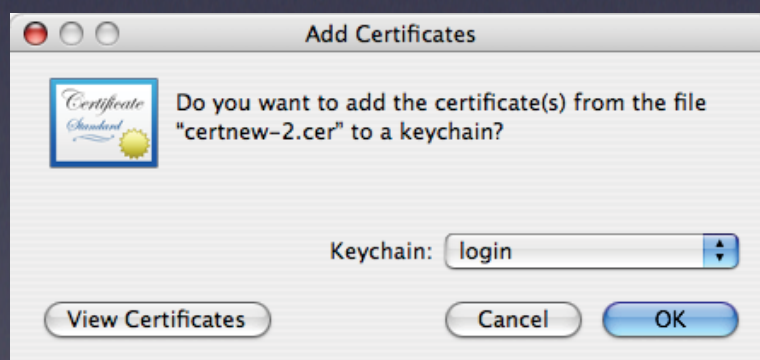 Add Certificates
Certificate
Standard
Do you want to add the certificate(s) from the file
“certnew-2.cer” to a keychain?
Keychain: login
View Certificates Cancel OK